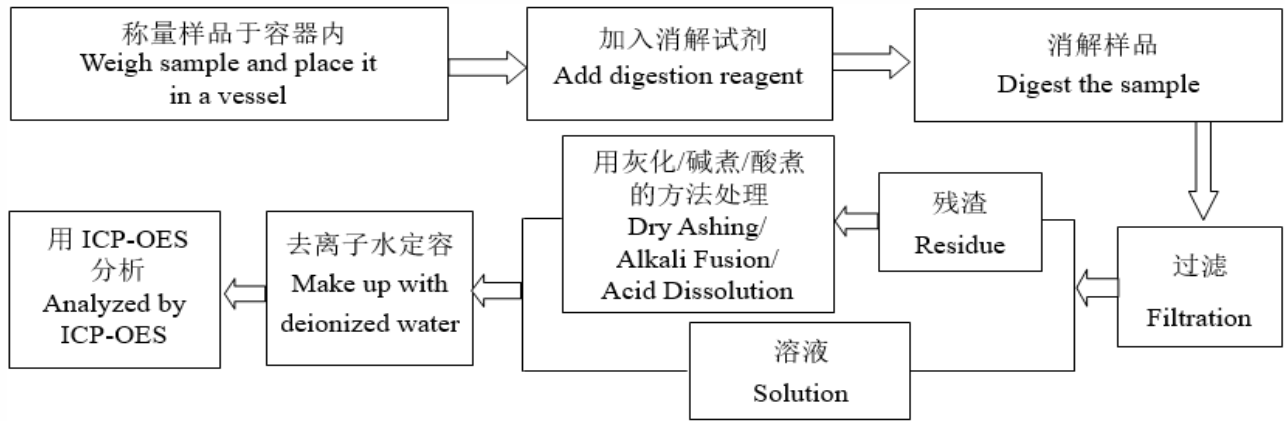 称量样品于容器内
Weigh sample and place it
in a vessel
加入消解试剂
Add digestion reagent
消解样品
Digest the sample
过滤
Filtration
残渣
Residue
用灰化/碱煮/酸煮
的方法处理
Dry Ashing/
Alkali Fusion/
Acid Dissolution
溶液
Solution
去离子水定容
Make up with
deionized water
用 ICP-OES
分析
Analyzed by
ICP-OES